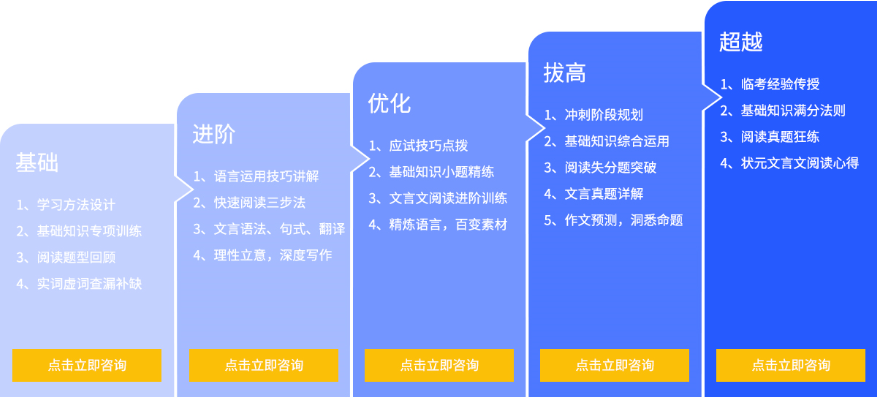 基础
1、学习方法设计
2、基础知识专项训练
3、阅读题型回顾
4、实词虚词查漏补缺
点击立即咨询
进阶
1、语言运用技巧讲解
2、快速阅读三步法
3、文言语法、句式、翻译
4、理性立意，深度写作
点击立即咨询
优化
1、应试技巧点拨
2、基础知识小题精练
3、文言文阅读进阶训练
4、精炼语言，百变素材
点击立即咨询
拔高
1、冲刺阶段规划
2、基础知识综合运用
3、阅读失分题突破
4、文言真题详解
5、作文预测，洞悉命题
点击立即咨询
超越
1、临考经验传授
2、基础知识满分法则
3、阅读真题狂练
4、状元文言文阅读心得
点击立即咨询